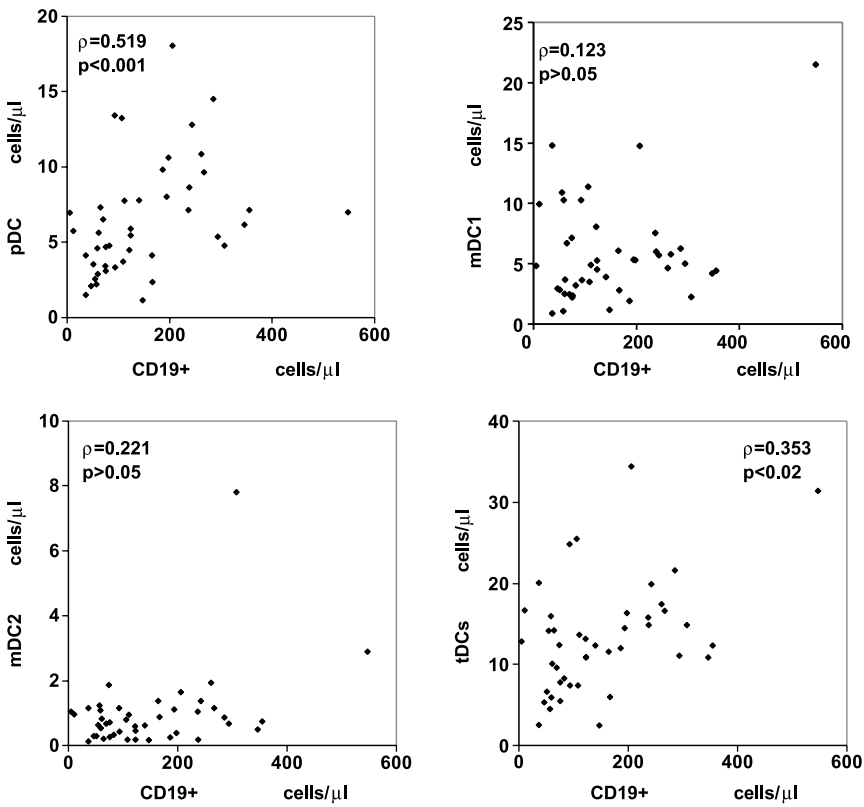 ρ=0.519
p<0.001
pDC cells/μl
20
15
10
5
0
0 200 400 600
CD19+ cells/μl
ρ=0.123
p>0.05
mDC1 cells/μl
25
20
15
10
5
0
0 200 400 600
CD19+ cells/μl
ρ=0.221
p>0.05
mDC2 cells/μl
10
8
6
4
2
0
0 200 400 600
CD19+ cells/μl
ρ=0.353
p<0.02
tDCs cells/μl
40
30
20
10
0
0 200 400 600 800
CD19+ cells/μl